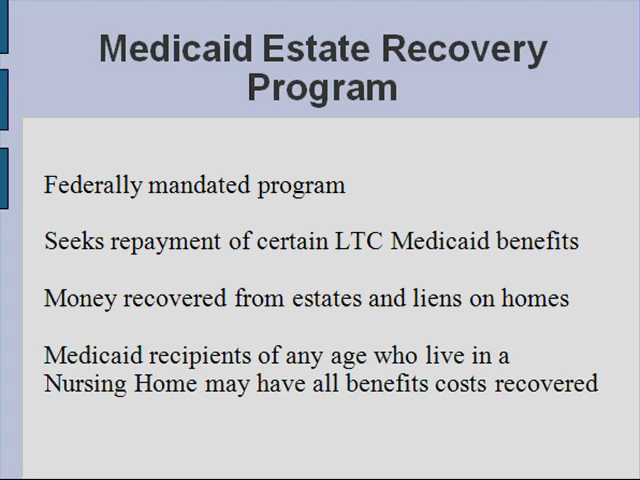 Medicaid Estate Recovery
Program
Federally mandated program
Seeks repayment of certain LTC Medicaid benefits
Money recovered from estates and liens on homes
Medicaid recipients of any age who live in a
Nursing Home may have all benefits costs recovered